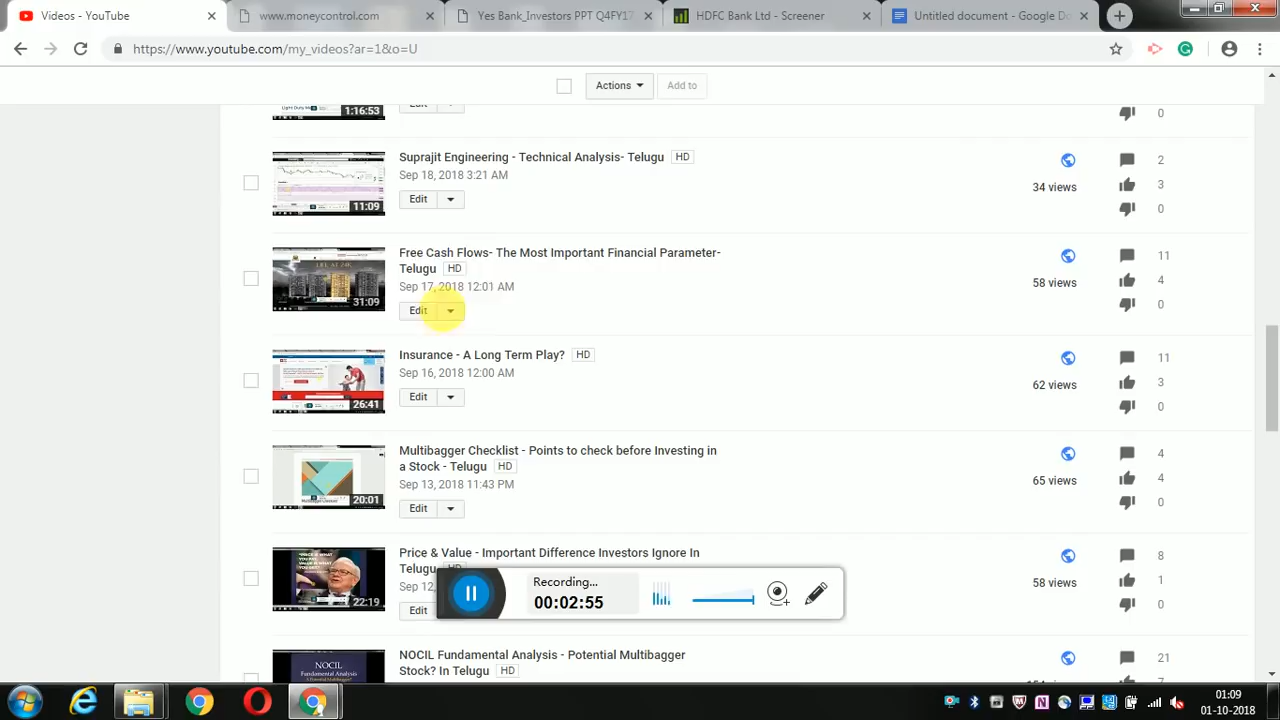 Videos - YouTube
www.moneycontrol.com
Yes Bank_Investors PPT Q4FY17
HDFC Bank Ltd - Screener
Untitled document - Google Do
https://www.youtube.com/my_videos?ar=1&o=U
Actions
Add to
1:16:53
Edit
0
Suprajit Engineering - Technical Analysis- Telugu HD
Sep 18, 2018 3:21 AM
11:09
Edit
34 views
2
3
0
Free Cash Flows- The Most Important Financial Parameter-
Telugu HD
Sep 17, 2018 12:01 AM
31:09
Edit
58 views
11
4
0
Insurance - A Long Term Play? HD
Sep 16, 2018 12:00 AM
26:41
Edit
62 views
11
3
0
Multibagger Checklist - Points to check before Investing in
a Stock - Telugu HD
Sep 13, 2018 11:43 PM
20:01
Edit
65 views
4
4
0
Price & Value - Important Difference Investors Ignore In
Telugu HD
Sep 12,
22:19
Edit
58 views
8
1
0
Recording...
00:02:55
NOCIL Fundamental Analysis - Potential Multibagger
Stock? In Telugu HD
NOCIL
Fundamental Analysis
21
01:09
01-10-2018